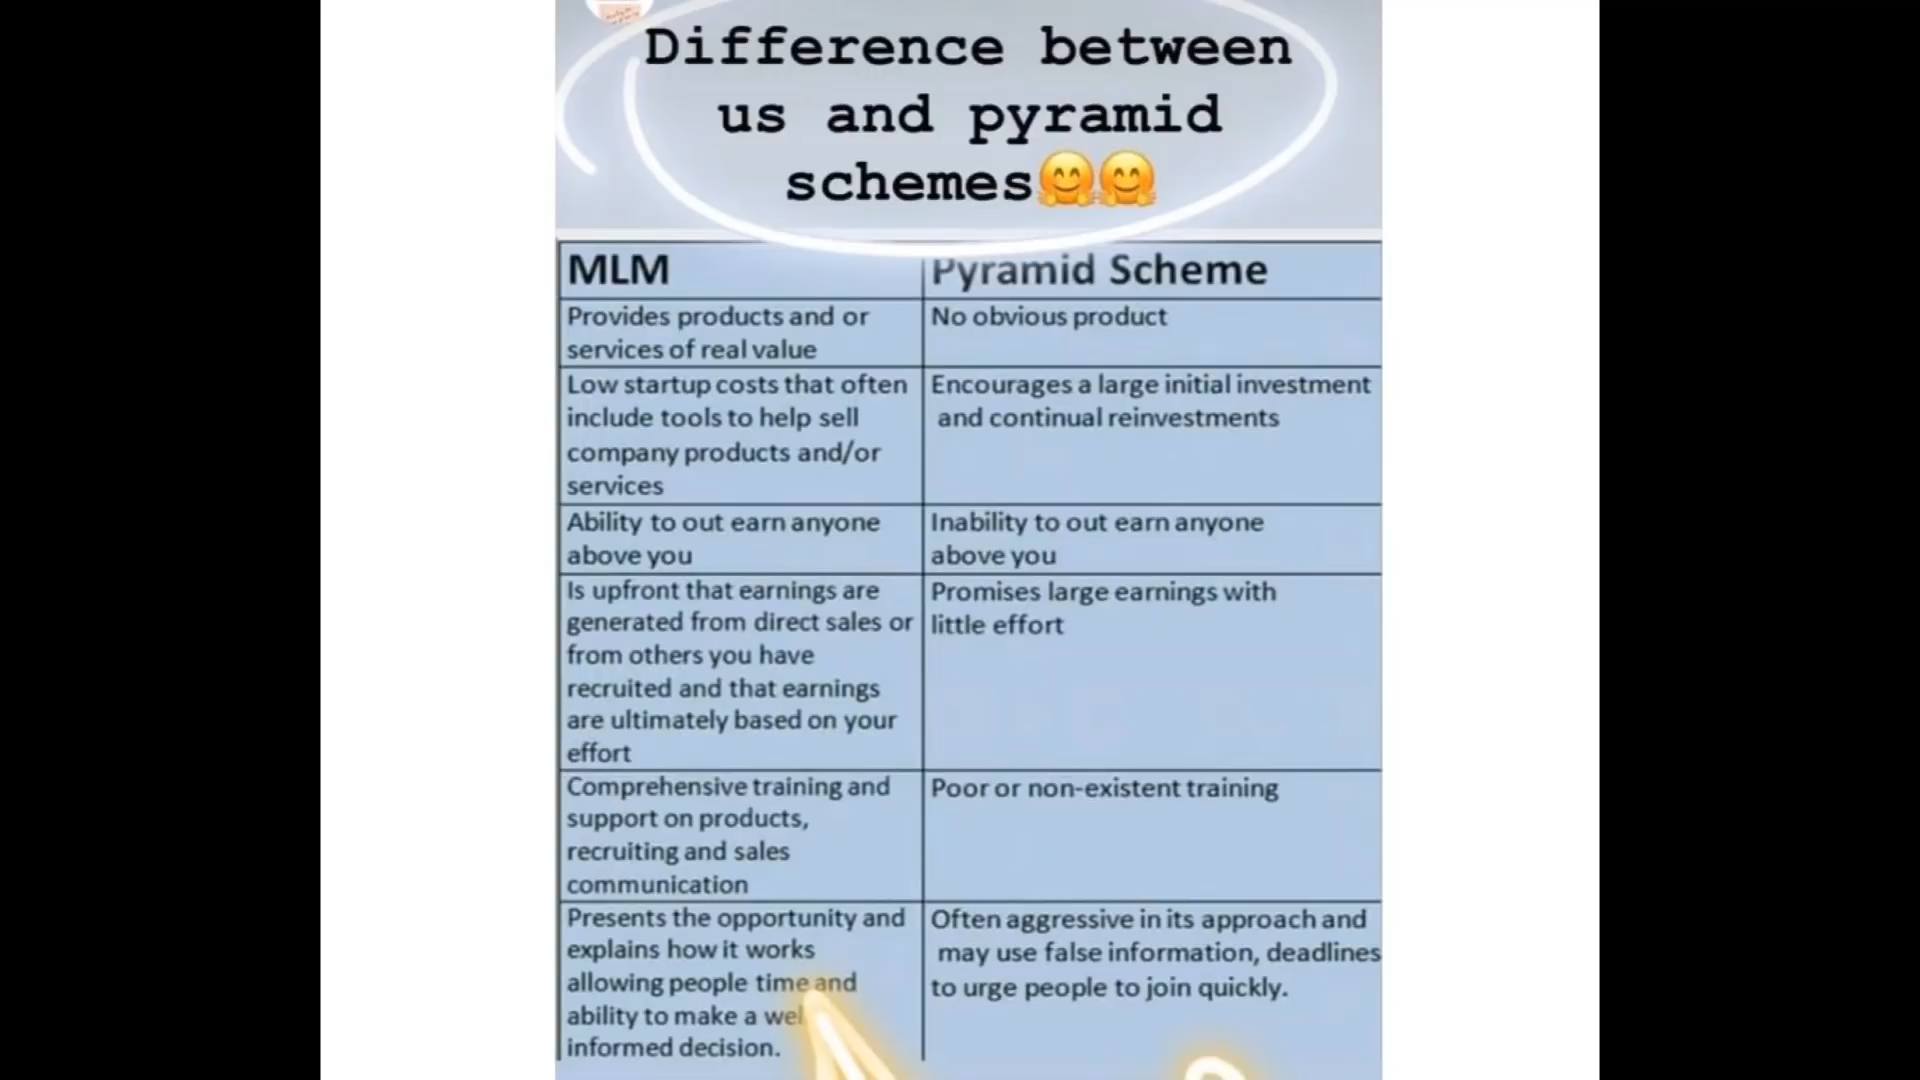 Difference between
us and pyramid
schemes🤗🤗
MLM
Pyramid Scheme
Provides products and or
services of real value
No obvious product
Low startup costs that often
include tools to help sell
company products and/or
services
Encourages a large initial investment
and continual reinvestments
Ability to out earn anyone
above you
Inability to out earn anyone
above you
Is upfront that earnings are
generated from direct sales or
from others you have
recruited and that earnings
are ultimately based on your
effort
Promises large earnings with
little effort
Comprehensive training and
support on products,
recruiting and sales
communication
Poor or non-existent training
Presents the opportunity and
explains how it works
allowing people time and
ability to make a wel
informed decision.
Often aggressive in its approach and
may use false information, deadlines
to urge people to join quickly.